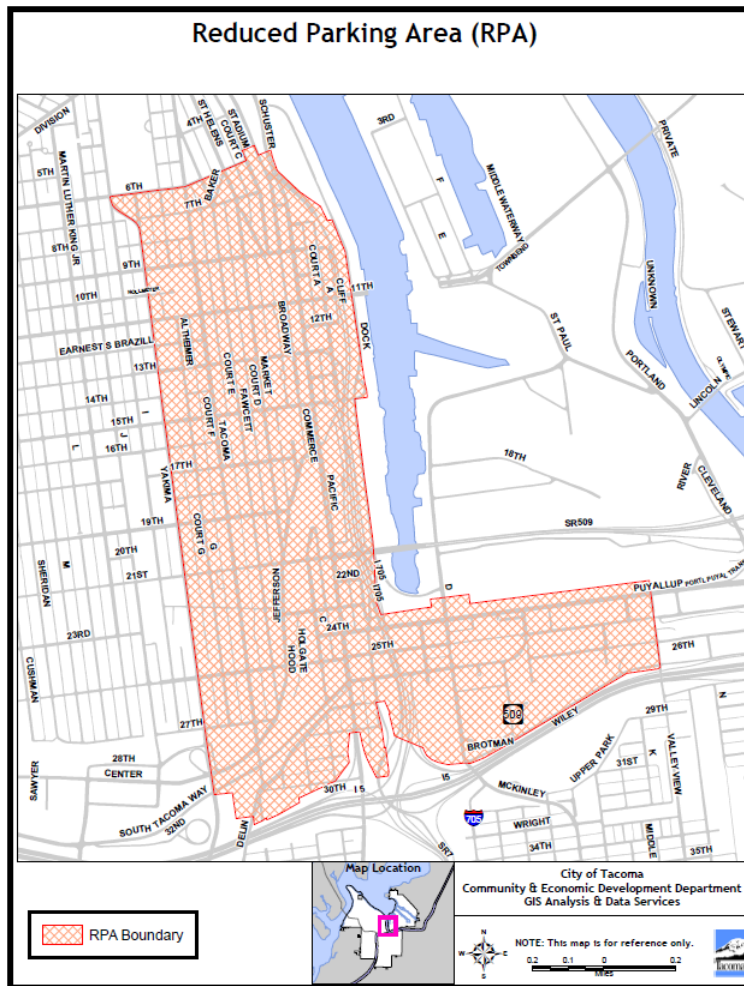 Reduced Parking Area (RPA)
DIVISION
4TH
ST HELENS
STADIUM
COURT C
SCHUSTER
5TH
MARTIN LUTHER KING JR
6TH
7TH
BAKER
3RD
F
E
MIDDLE WATERWAY
PRIVATE
8TH
9TH
10TH
COURT A
A
CLIFF
11TH
TOWNSEND
UNKNOWN
EARNEST S BRAZILL
ALTHEIMER
BROADWAY
12TH
DOCK
ST PAUL
STEWART
13TH
COURT E
MARKET
COURT D
FAWCETT
PORTLAND
LINCOLN
14TH
I
15TH
J
L
16TH
COURT F
TACOMA
COMMERCE
17TH
YAKIMA
PACIFIC
18TH
RIVER
CLEVELAND
19TH
COURT G
G
SR509
20TH
M
SHERIDAN
21ST
JEFFERSON
22ND
I 705
I705
D
PUYALLUP
23RD
C
24TH
HOLGATE
HOOD
25TH
26TH
CUSHMAN
27TH
509
WILEY
29TH
N
BROTMAN
28TH
CENTER
SAWYER
UPPER PARK
31ST
K
VALLEY VIEW
I5
30TH
I 5
MCKINLEY
SOUTH TACOMA WAY
32ND
DELIN
SR7
705
WRIGHT
34TH
MIDDLE
35TH
Map Location
City of Tacoma
Community & Economic Development Department
GIS Analysis & Data Services
RPA Boundary
N
W E
S
NOTE: This map is for reference only.
0.2 0.1 0 0.2
Miles
Tacoma